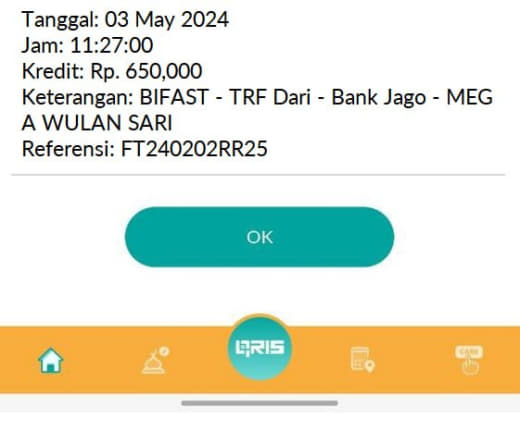 Tanggal: 03 May 2024
Jam: 11:27:00
Kredit: Rp. 650,000
Keterangan: BIFAST - TRF Dari - Bank Jago - MEG
A WULAN SARI
Referensi: FT240202RR25
OK
QRIS
CASH